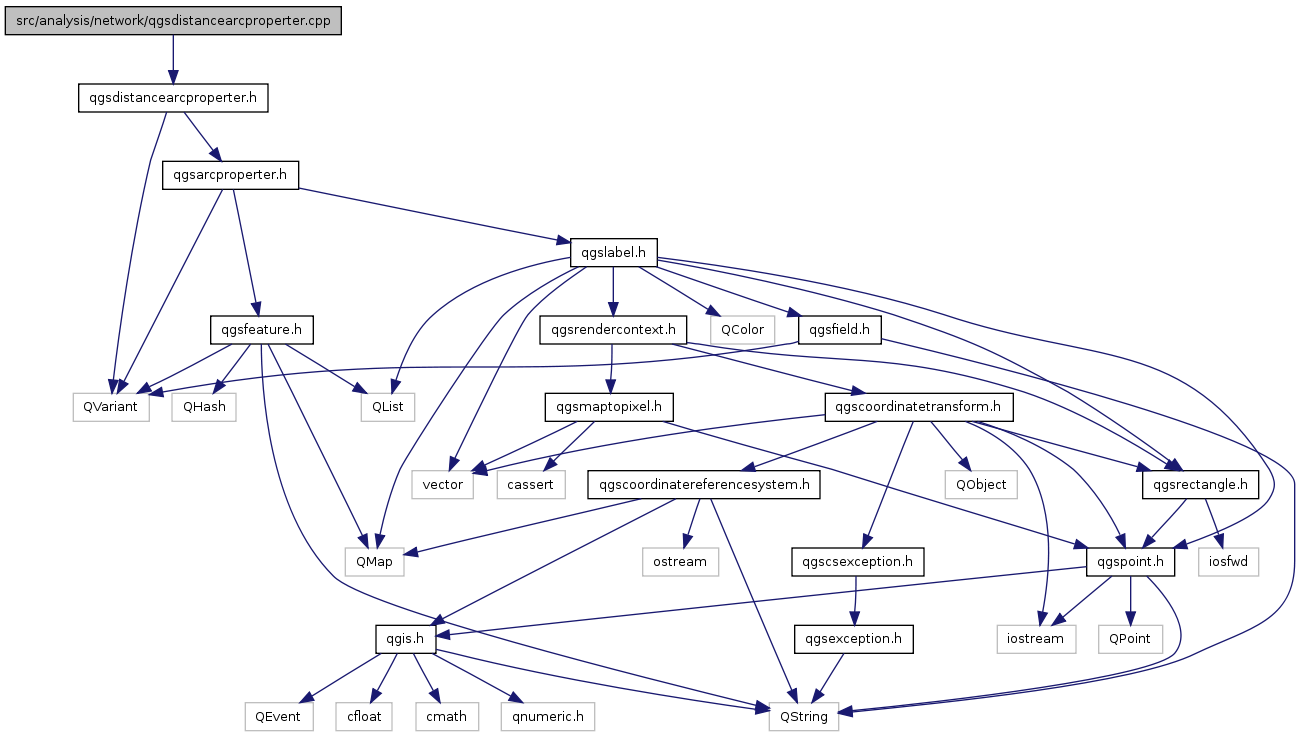 src/analysis/network/qgsdistancearcproperter.cpp
qgsdistancearcproperter.h
qgsarcproperter.h
qgslabel.h
qgsfeature.h
qgsrendercontext.h
QColor
qgsfield.h
QVariant
QHash
QList
qgsmaptopixel.h
qgscoordinatetransform.h
vector
cassert
qgscoordinatereferencesystem.h
QObject
qgsrectangle.h
QMap
ostream
qgscsexception.h
qgspoint.h
iosfwd
qgis.h
qgsexception.h
iostream
QPoint
QEvent
cfloat
cmath
qnumeric.h
QString